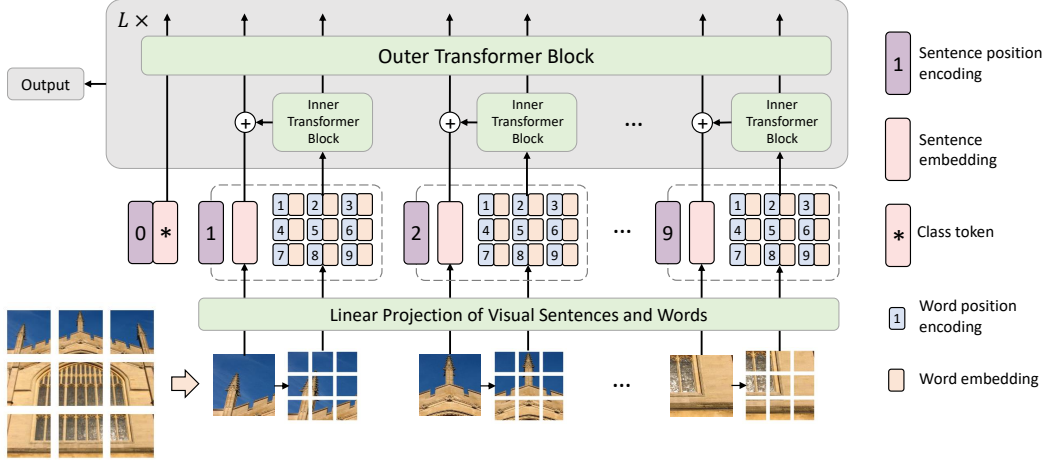 L ×
Outer Transformer Block
Output
Inner
Transformer
Block
Inner
Transformer
Block
...
Inner
Transformer
Block
0 *
1
1 2 3
4 5 6
7 8 9
2
1 2 3
4 5 6
7 8 9
...
9
1 2 3
4 5 6
7 8 9
Linear Projection of Visual Sentences and Words
...
1
Sentence position
encoding
Sentence
embedding
*
Class token
1
Word position
encoding
Word embedding